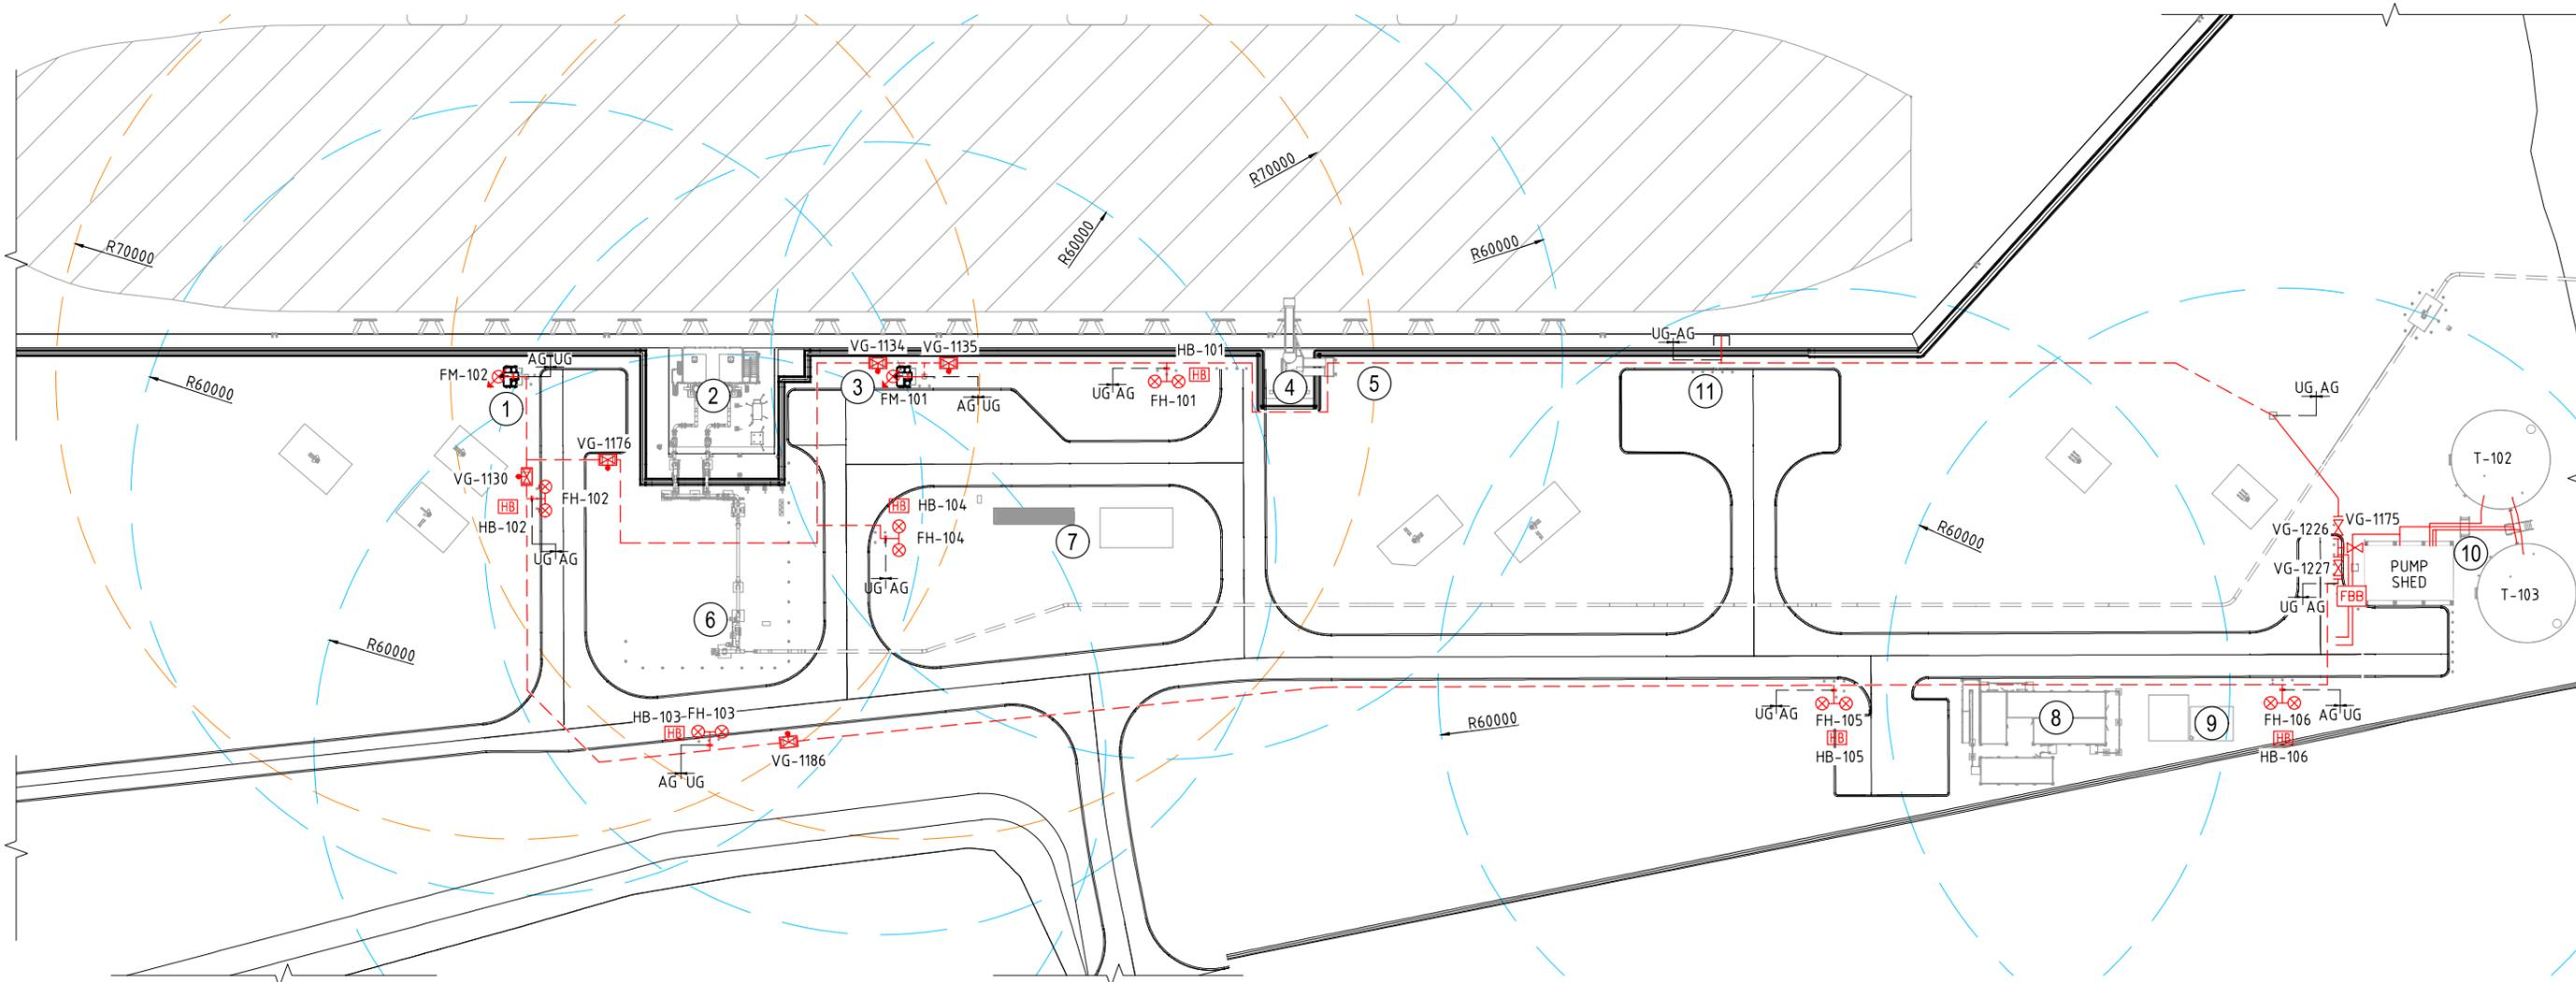 R70000
R60000
R70000
R60000
R60000
VG-1134
VG-1135
HB-101
UG AG
FM-102
AG UG
1
2
3
FM-101
AG UG
UG AG
HB
FH-101
4
5
11
UG AG
VG-1176
VG-1130
HB
FH-102
HB-102
UG AG
HB
HB-104
FH-104
UG AG
7
R60000
T-102
VG-1175
VG-1226
VG-1227
PUMP
SHED
10
FBB
UG AG
T-103
6
R60000
HB-103
FH-103
HB
VG-1186
AG UG
R60000
UG AG
FH-105
HB
HB-105
8
9
FH-106
AG UG
HB
HB-106